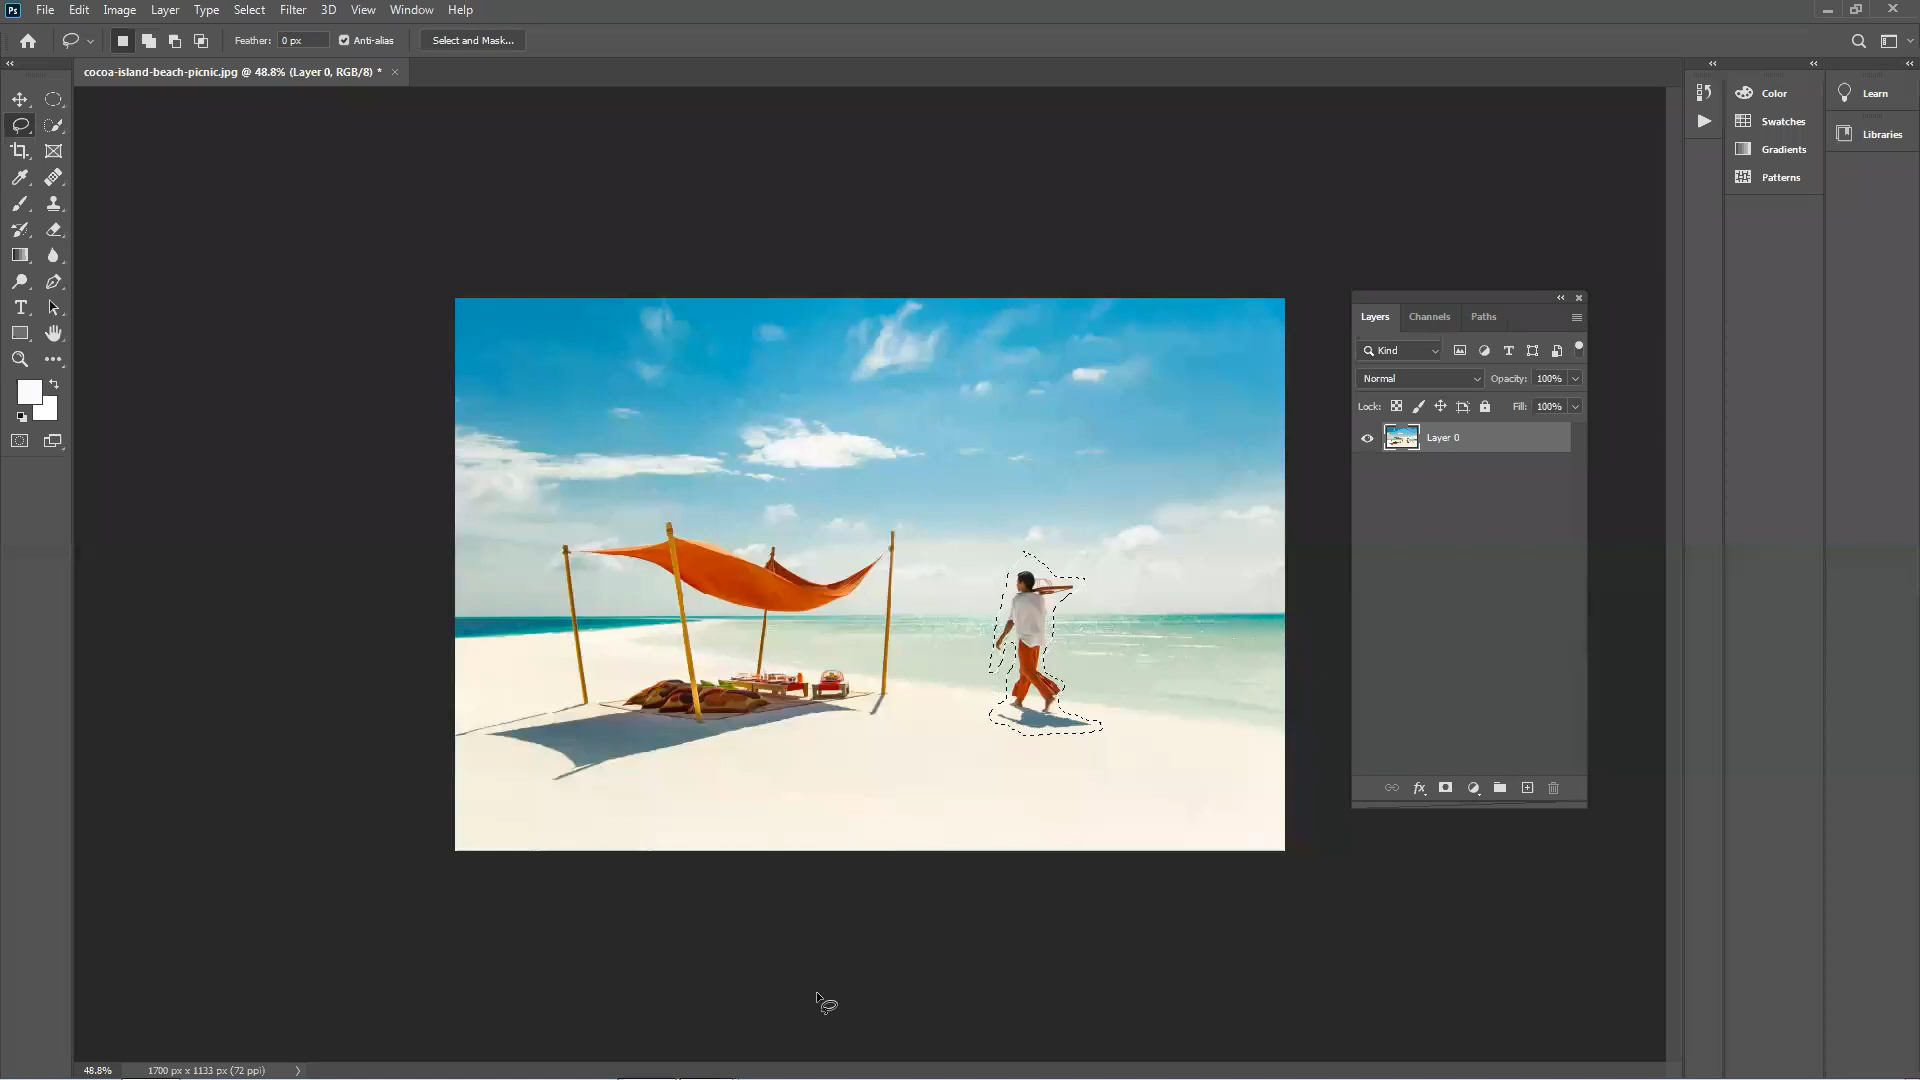 Ps File Edit Image Layer Type Select Filter 3D View Window Help
Feather: 0 px Anti-alias Select and Mask...
cocoa-island-beach-picnic.jpg @ 48.8% (Layer 0, RGB/8) *
Color
Swatches
Gradients
Patterns
Learn
Libraries
Layers Channels Paths
Kind
Normal Opacity: 100%
Lock: Fill: 100%
Layer 0
48.8% 1700 px x 1133 px (72 ppi)